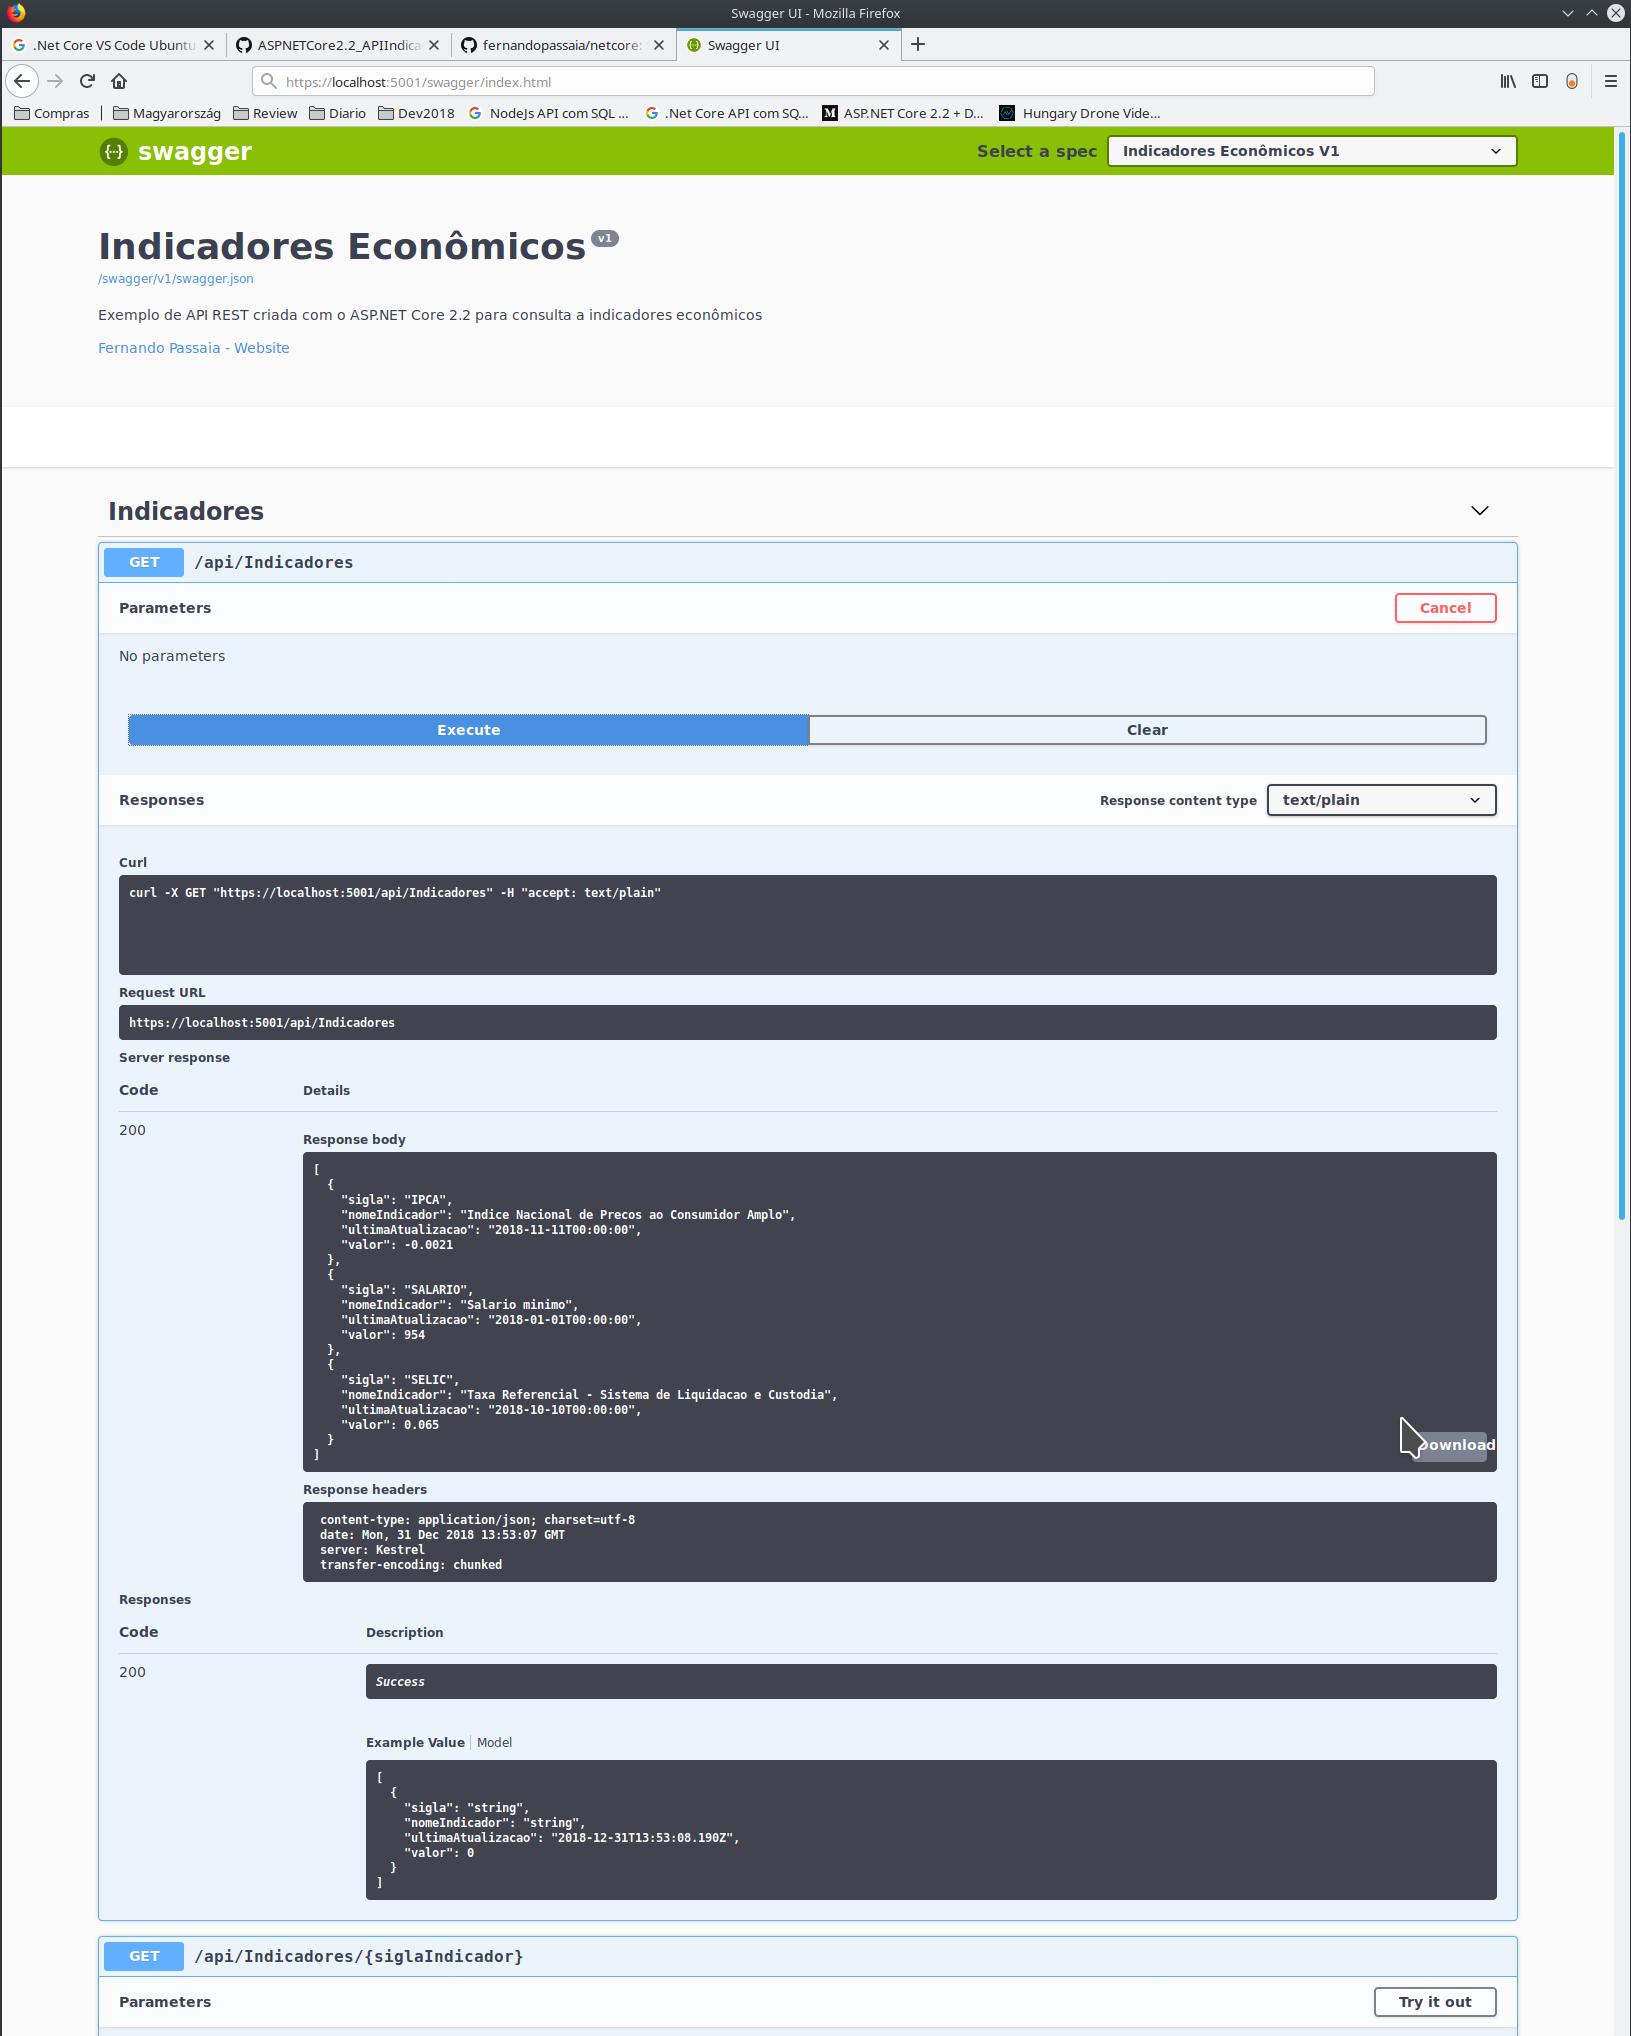 Swagger UI - Mozilla Firefox
.Net Core VS Code Ubuntu
ASPNETCore2.2_APIIndica
fernandopassaia/netcore
Swagger UI
https://localhost:5001/swagger/index.html
Compras
Magyarország
Review
Diario
Dev2018
NodeJs API com SQL ...
.Net Core API com SQ...
ASP.NET Core 2.2 + D...
Hungary Drone Vide...
swagger
Select a spec
Indicadores Econômicos V1
Indicadores Econômicos v1
/swagger/v1/swagger.json
Exemplo de API REST criada com o ASP.NET Core 2.2 para consulta a indicadores econômicos
Fernando Passaia - Website
Indicadores
GET /api/Indicadores
Parameters
Cancel
No parameters
Execute
Clear
Responses
Response content type
text/plain
Curl
curl -X GET "https://localhost:5001/api/Indicadores" -H "accept: text/plain"
Request URL
https://localhost:5001/api/Indicadores
Server response
Code Details
200
Response body
[
{
"sigla": "IPCA",
"nomeIndicador": "Indice Nacional de Precos ao Consumidor Amplo",
"ultimaAtualizacao": "2018-11-11T00:00:00",
"valor": -0.0021
},
{
"sigla": "SALARIO",
"nomeIndicador": "Salario minimo",
"ultimaAtualizacao": "2018-01-01T00:00:00",
"valor": 954
},
{
"sigla": "SELIC",
"nomeIndicador": "Taxa Referencial - Sistema de Liquidacao e Custodia",
"ultimaAtualizacao": "2018-10-10T00:00:00",
"valor": 0.065
}
]
Download
Response headers
content-type: application/json; charset=utf-8
date: Mon, 31 Dec 2018 13:53:07 GMT
server: Kestrel
transfer-encoding: chunked
Responses
Code Description
200
Success
Example Value Model
[
{
"sigla": "string",
"nomeIndicador": "string",
"ultimaAtualizacao": "2018-12-31T13:53:08.190Z",
"valor": 0
}
]
GET /api/Indicadores/{siglaIndicador}
Parameters
Try it out